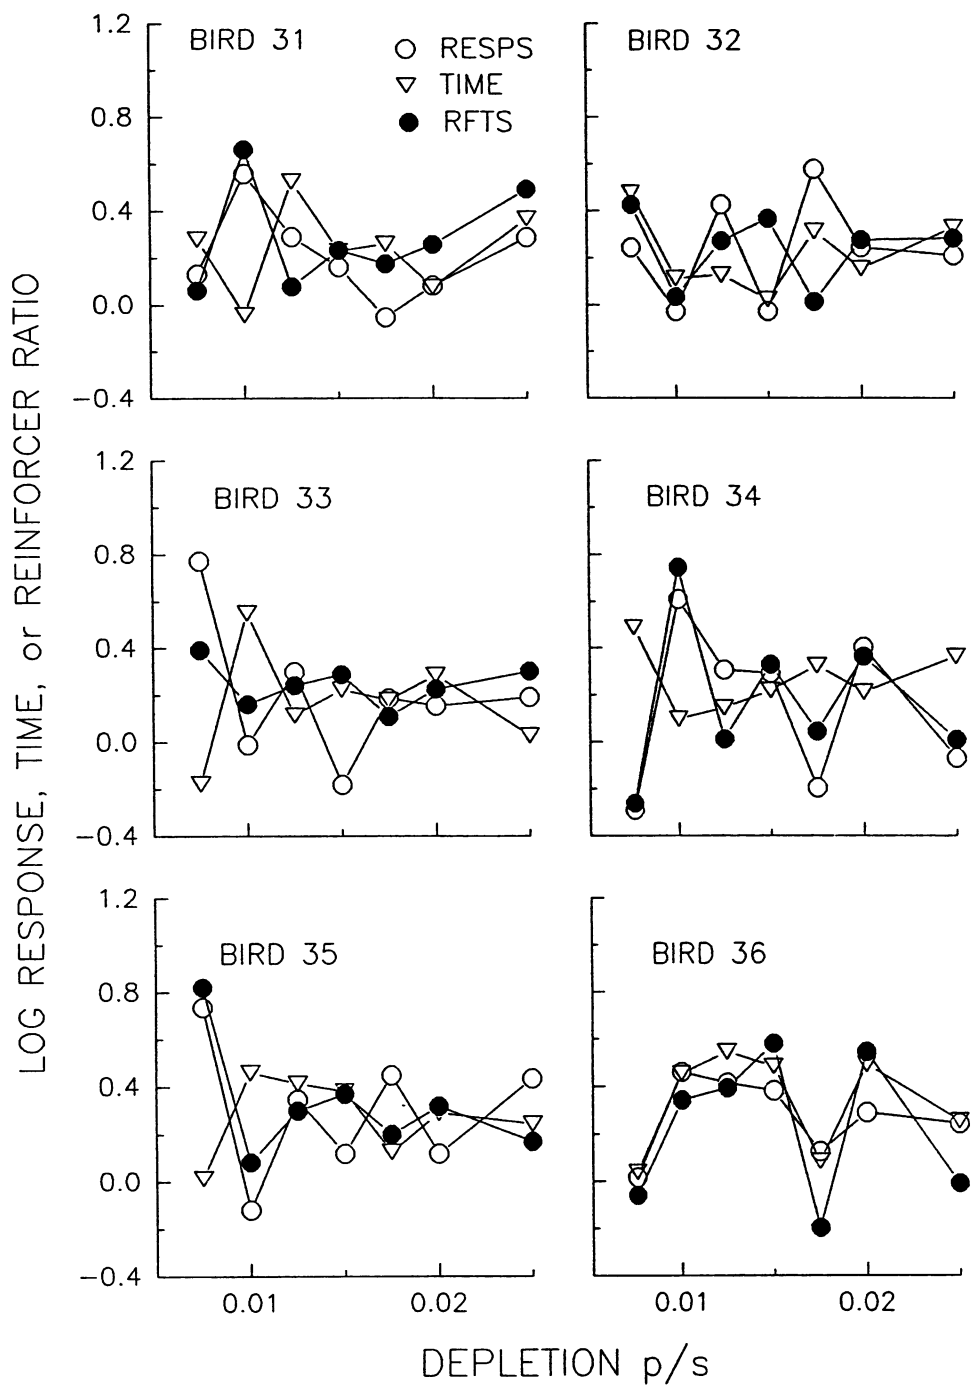 LOG RESPONSE, TIME, or REINFORCER RATIO
BIRD 31
RESPS
TIME
RFTS
1.2
0.8
0.4
0.0
−0.4
BIRD 32
BIRD 33
1.2
0.8
0.4
0.0
−0.4
BIRD 34
BIRD 35
1.2
0.8
0.4
0.0
−0.4
0.01 0.02
BIRD 36
0.01 0.02
DEPLETION p/s